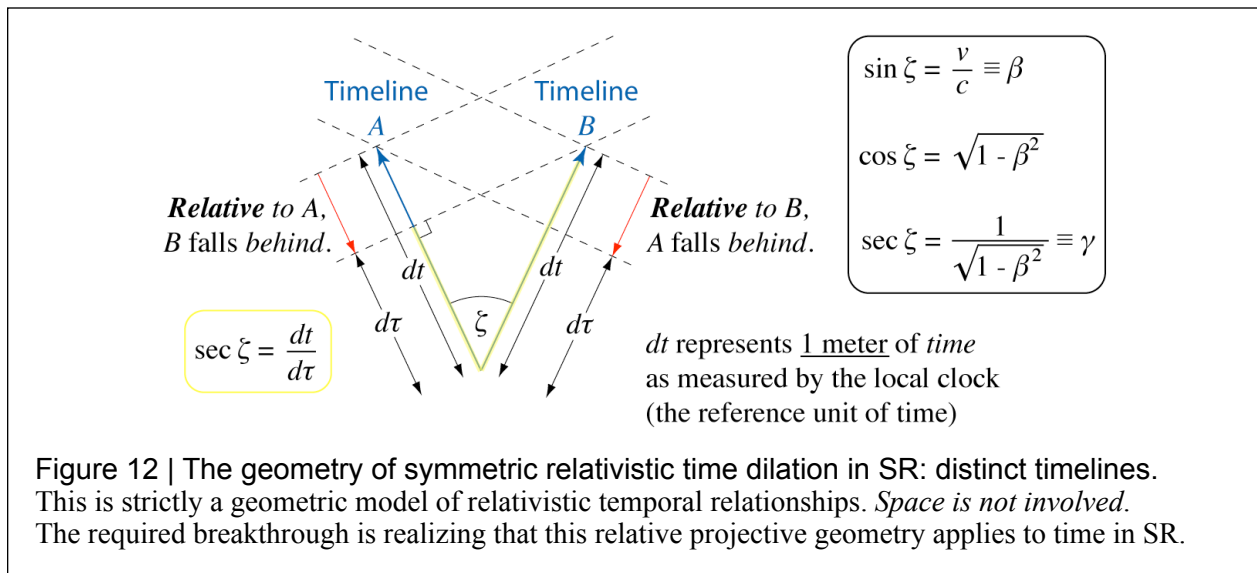 Timeline
A
Timeline
B
Relative to A,
B falls behind.
Relative to B,
A falls behind.
dt
dt
dτ
dτ
ζ
sec ζ = dt/dτ
sin ζ = v/c ≡ β
cos ζ = √(1 - β²)
sec ζ = 1/√(1 - β²) ≡ γ
dt represents 1 meter of time
as measured by the local clock
(the reference unit of time)
Figure 12 | The geometry of symmetric relativistic time dilation in SR: distinct timelines.
This is strictly a geometric model of relativistic temporal relationships. Space is not involved.
The required breakthrough is realizing that this relative projective geometry applies to time in SR.